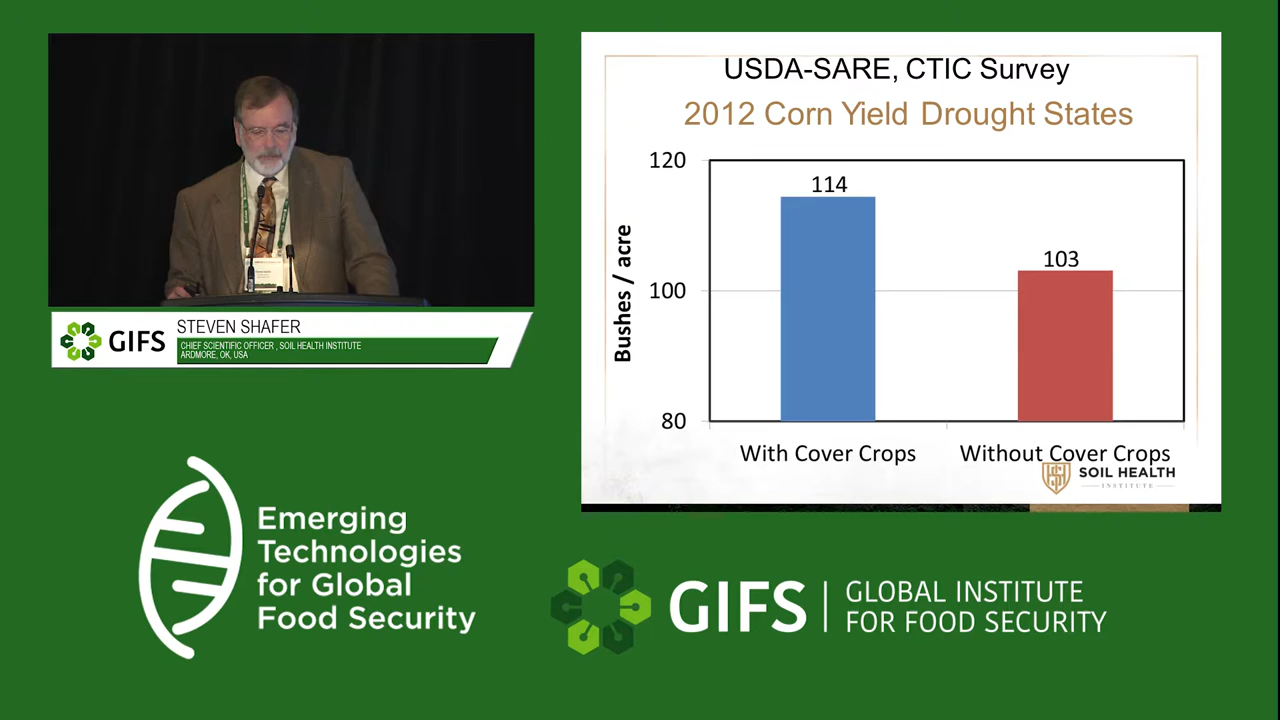 STEVEN SHAFER
GIFS
CHIEF SCIENTIFIC OFFICER , SOIL HEALTH INSTITUTE
ARDMORE, OK, USA
USDA-SARE, CTIC Survey
2012 Corn Yield Drought States
120
100
80
Bushes / acre
114
103
With Cover Crops
Without Cover Crops
SOIL HEALTH
INSTITUTE
Emerging
Technologies
for Global
Food Security
GIFS
GLOBAL INSTITUTE
FOR FOOD SECURITY